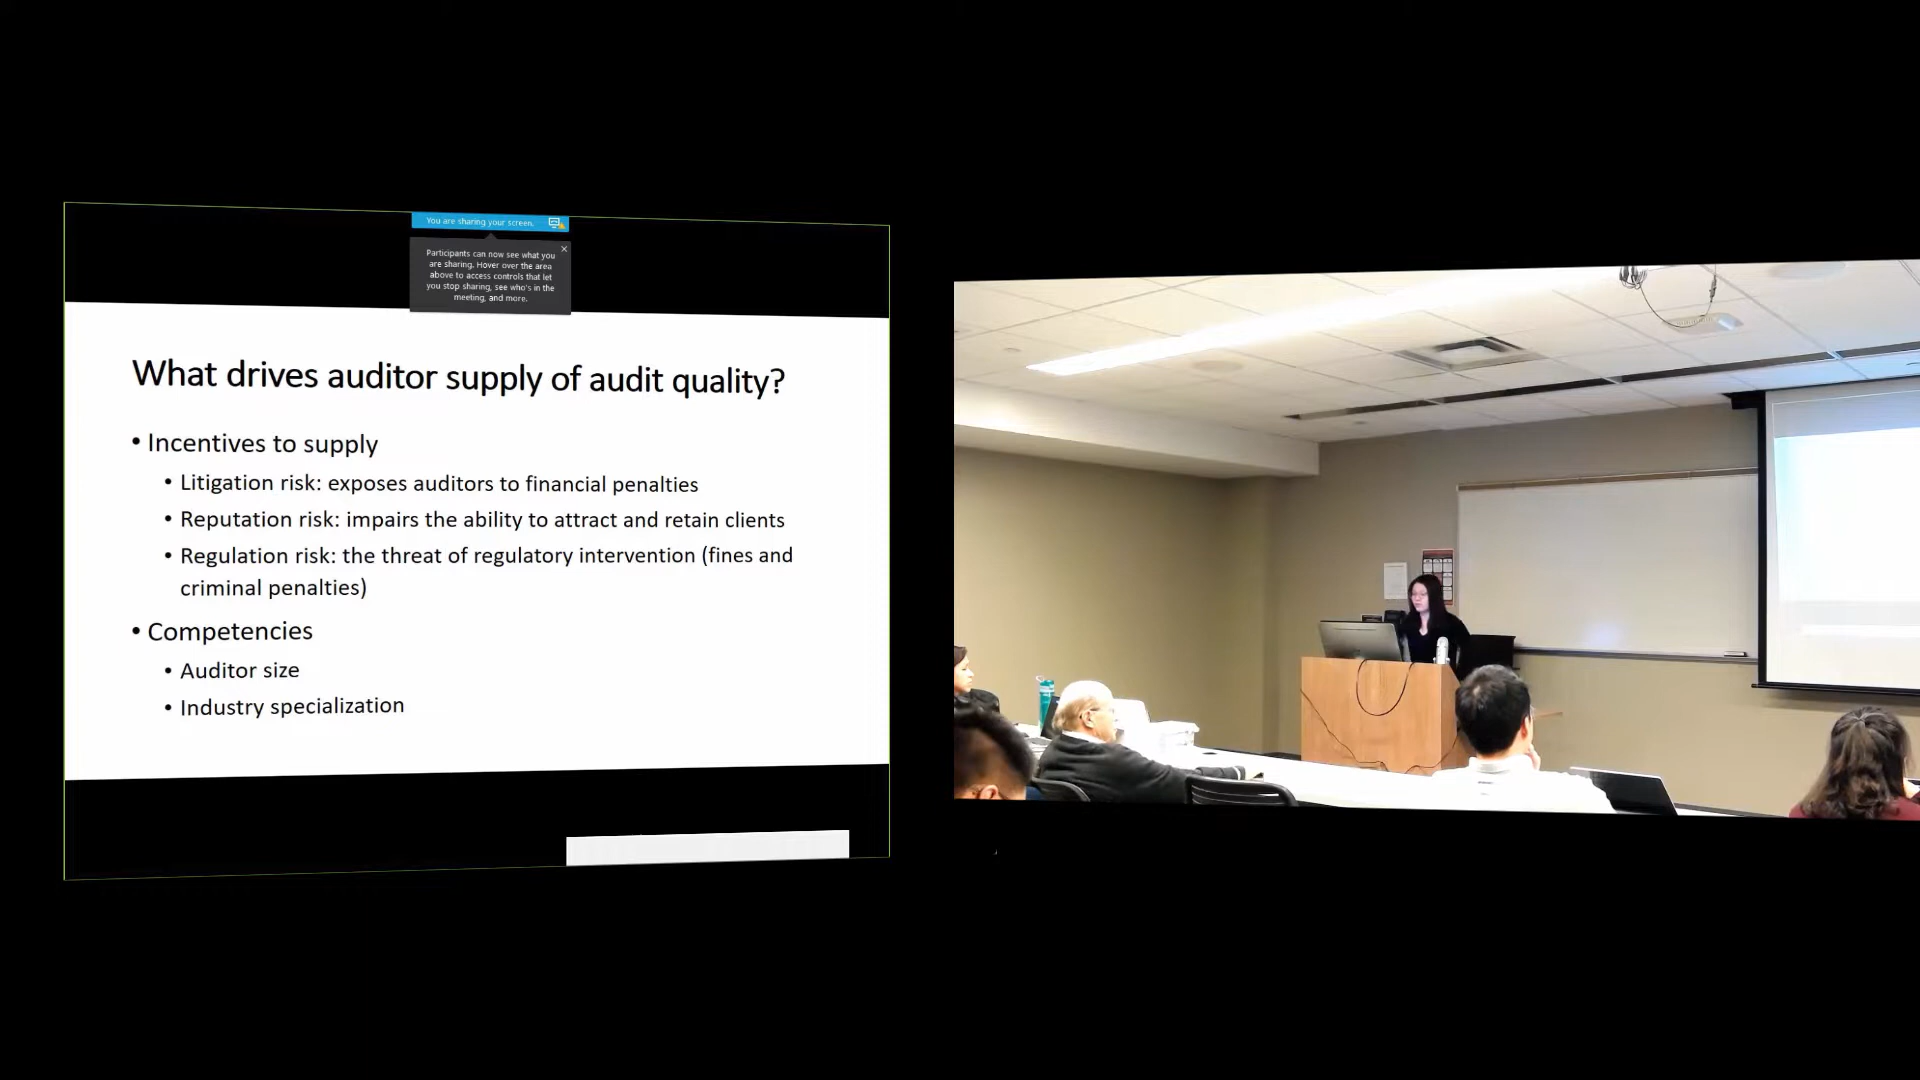 You are sharing your screen.
Participants can now see what you
are sharing. Hover over the area
above to access controls that let
you stop sharing, see who's in the
meeting, and more.
What drives auditor supply of audit quality?
• Incentives to supply
• Litigation risk: exposes auditors to financial penalties
• Reputation risk: impairs the ability to attract and retain clients
• Regulation risk: the threat of regulatory intervention (fines and
criminal penalties)
• Competencies
• Auditor size
• Industry specialization